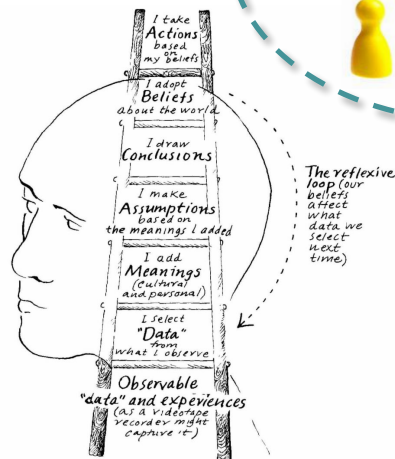 I take
Actions
based
on
my beliefs
I adopt
Beliefs
about the world
I draw
Conclusions
I make
Assumptions
based on
the meanings I added
I add
Meanings
(Cultural
and personal)
I select
"Data"
from
what I observe
Observable
"data" and experiences
(as a videotape
recorder might
capture it)
The reflexive
loop (our
beliefs
affect
what
data we
select
next
time)